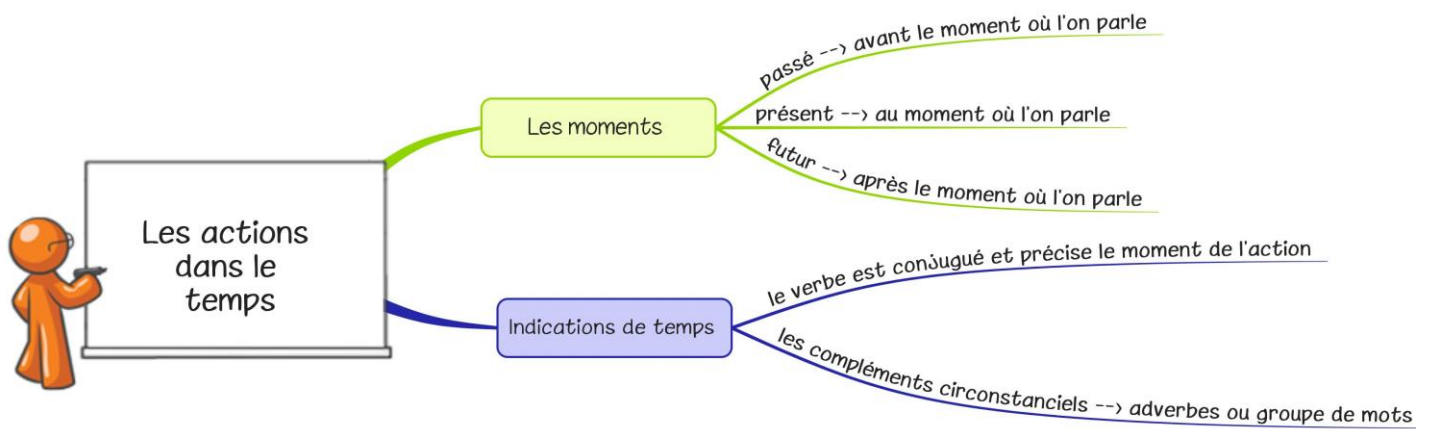 Les actions
dans le
temps
Les moments
passé --> avant le moment où l'on parle
présent --> au moment où l'on parle
futur --> après le moment où l'on parle
Indications de temps
le verbe est conjugué et précise le moment de l'action
les compléments circonstanciels --> adverbes ou groupe de mots